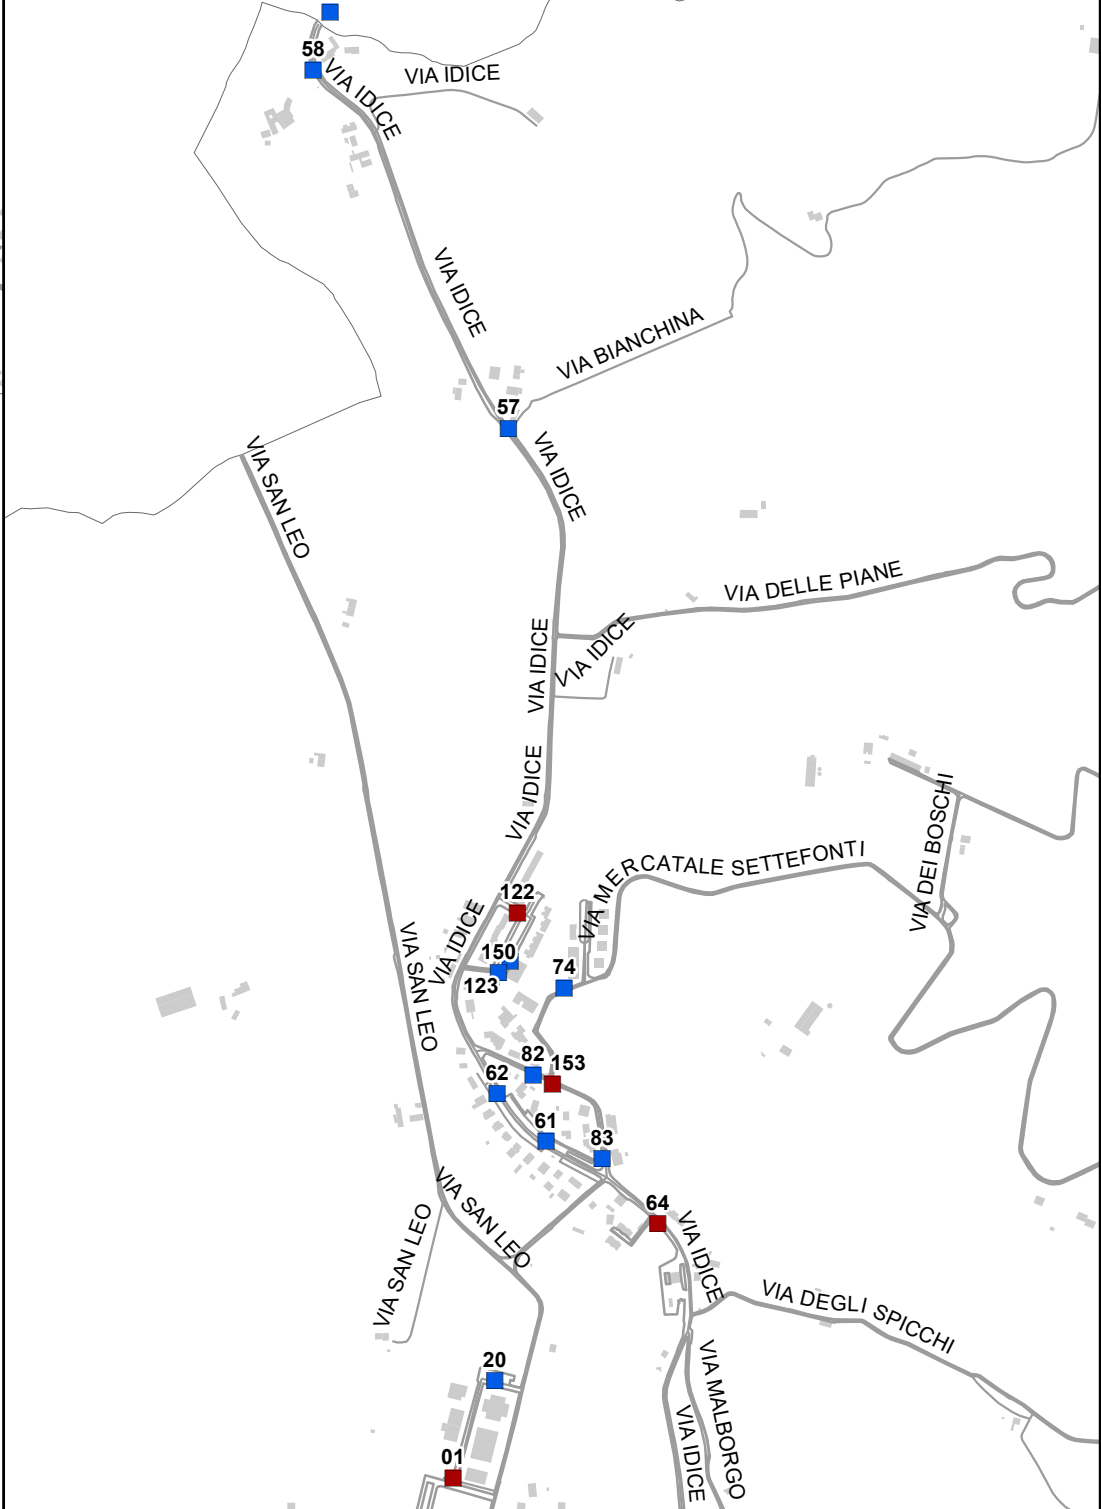 58
VIA IDICE
VIA IDICE
VIA IDICE
VIA BIANCHINA
57
VIA IDICE
VIA SAN LEO
VIA DELLE PIANE
VIA IDICE
VIA IDICE
VIA IDICE
VIA DEI BOSCHI
VIA MERCATALE SETTEFONTI
122
VIA IDICE
VIA SAN LEO
150
123
74
82
153
62
61
83
VIA SAN LEO
64
VIA IDICE
VIA SAN LEO
VIA DEGLI SPICCHI
20
VIA MALBORGO
VIA IDICE
01